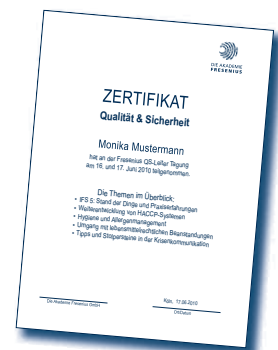 DIE AKADEMIE
FRESENIUS
ZERTIFIKAT
Qualität & Sicherheit
Monika Mustermann
hat an der Fresenius QS-Leiter Tagung
am 16. und 17. Juni 2010 teilgenommen.
Die Themen im Überblick:
• IFS 5: Stand der Dinge und Praxiserfahrungen
• Weiterentwicklung von HACCP-Systemen
• Hygiene und Allergenmanagement
• Umgang mit lebensmittelrechtlichen Beanstandungen
• Tipps und Stolpersteine in der Krisenkommunikation
Die Akademie Fresenius GmbH
Köln, 17.06.2010
Ort/Datum